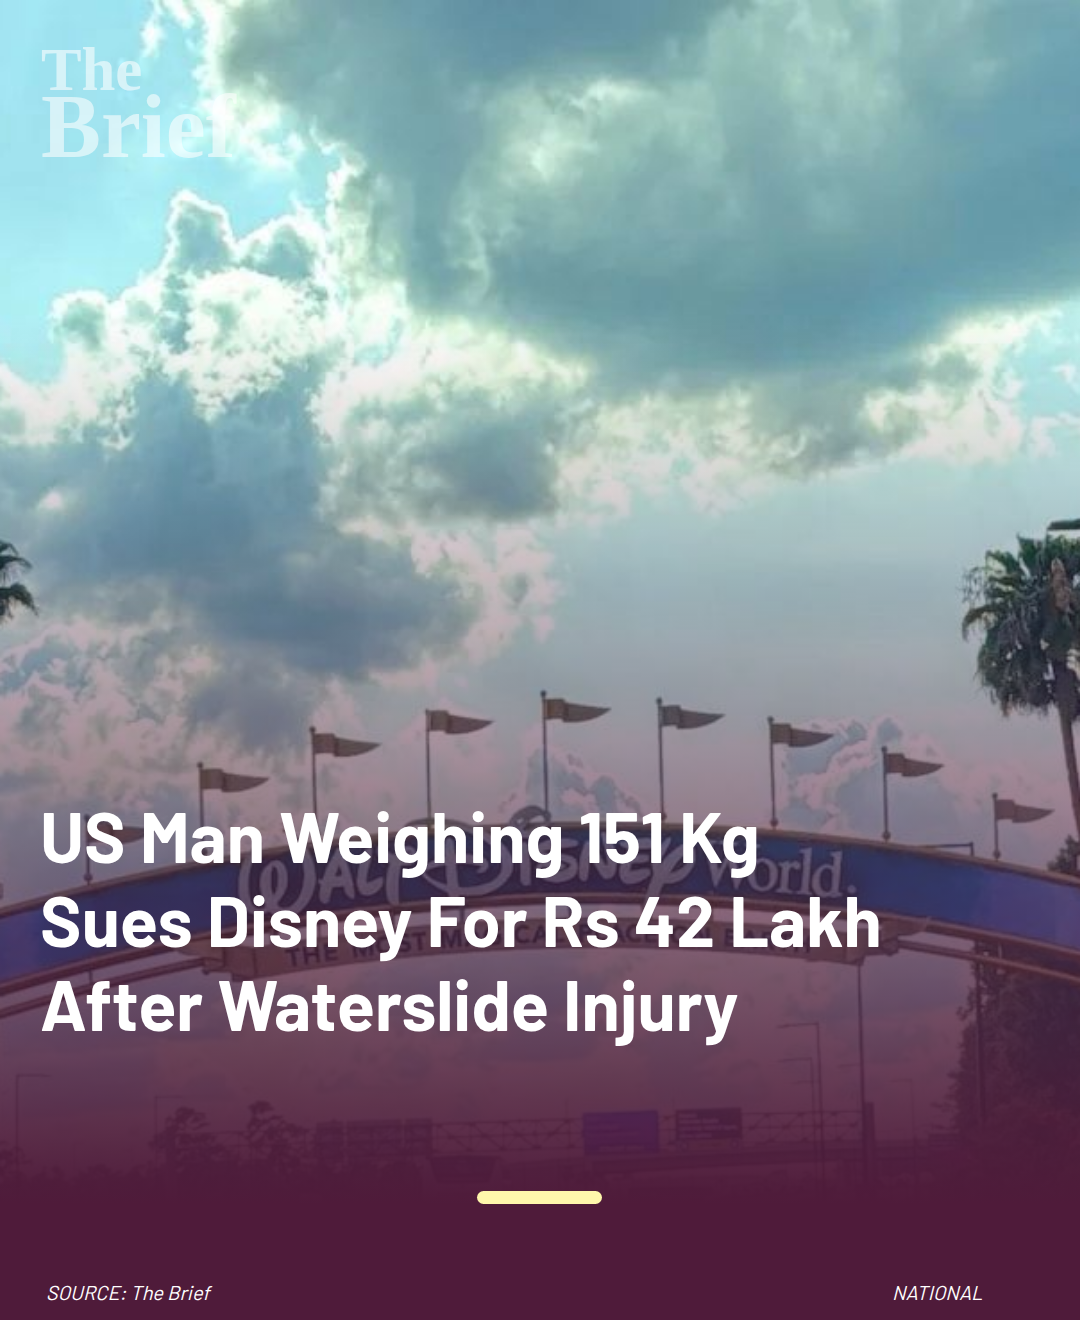 The
Brief
US Man Weighing 151 Kg
WALT DISNEY World.
Sues Disney For Rs 42 Lakh
After Waterslide Injury
SOURCE: The Brief
NATIONAL